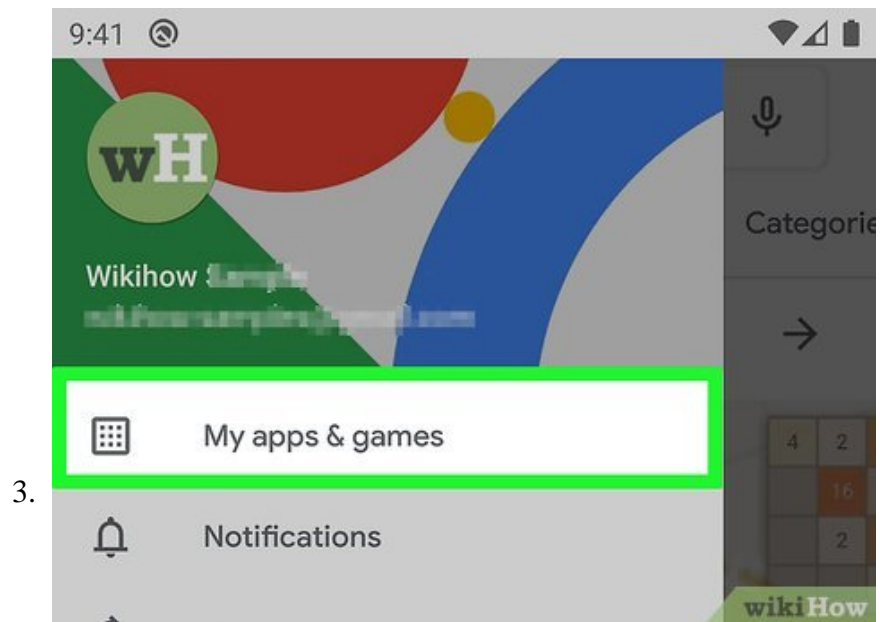 9:41
wH
Categorie
Wikihow
My apps & games
3.
Notifications
4 2
16
2
wikiHow